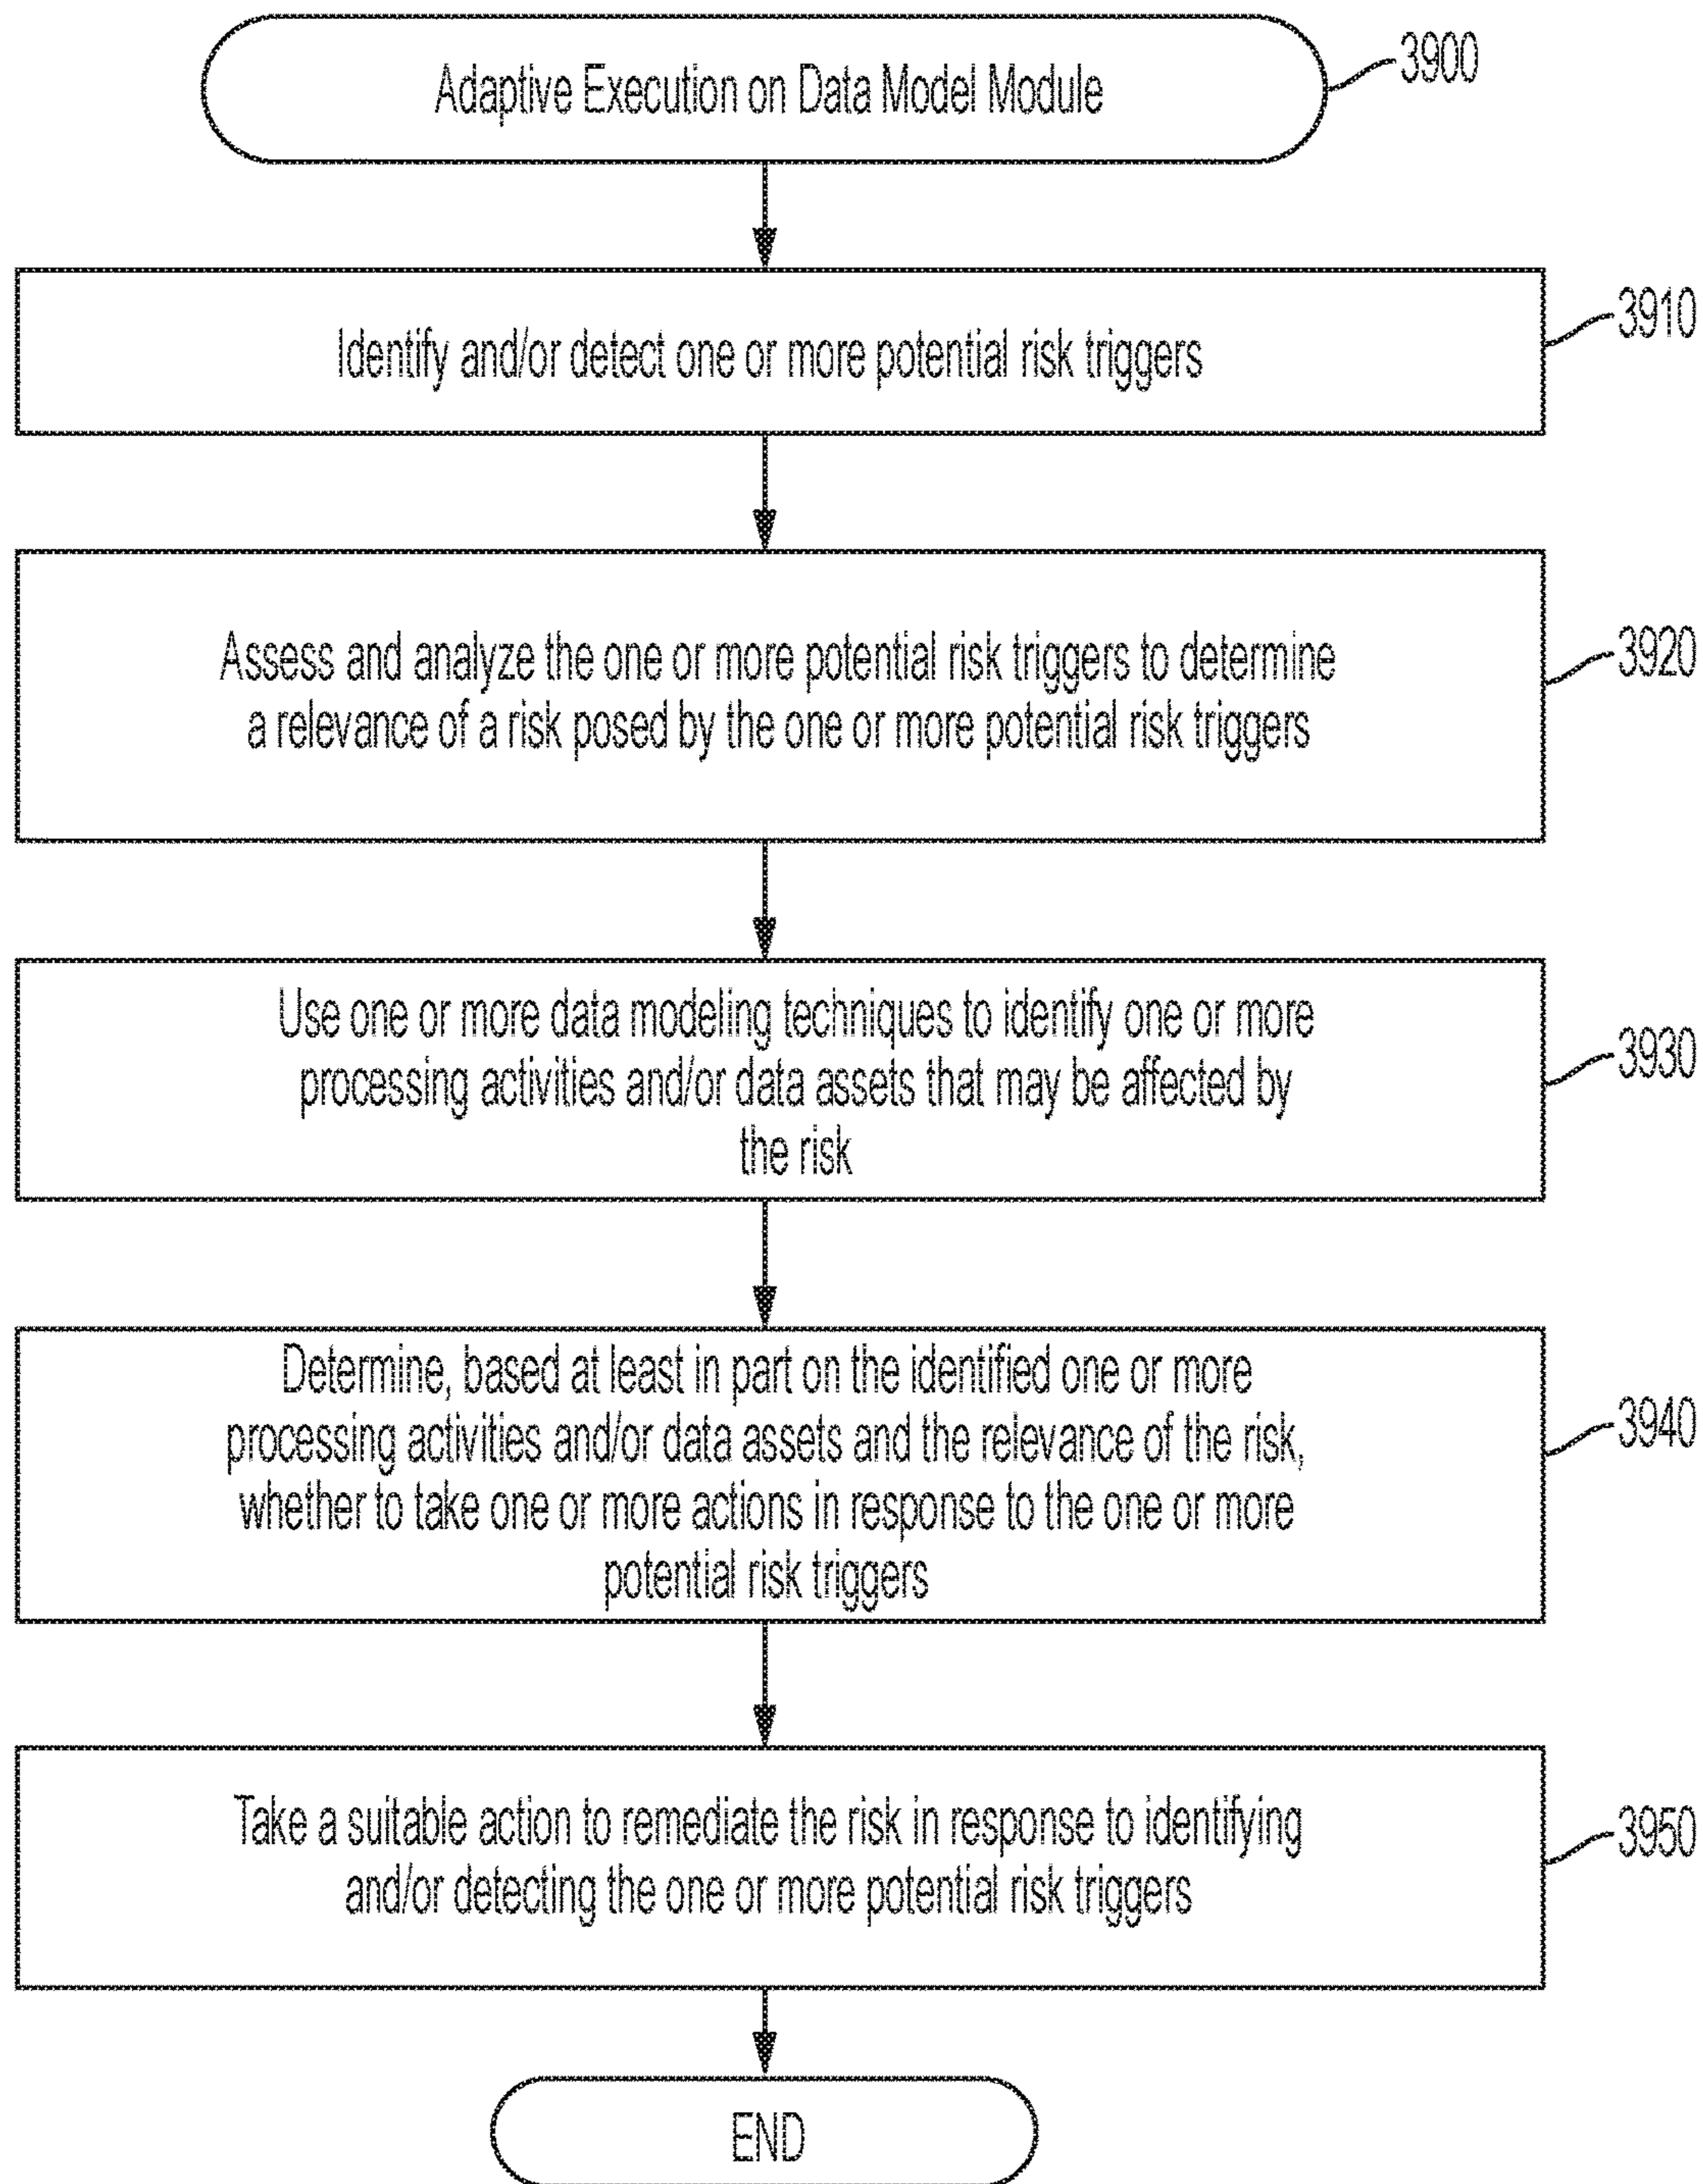 Adaptive Execution on Data Model Module
3900
Identify and/or detect one or more potential risk triggers
3910
Assess and analyze the one or more potential risk triggers to determine
a relevance of a risk posed by the one or more potential risk triggers
3920
Use one or more data modeling techniques to identify one or more
processing activities and/or data assets that may be affected by
the risk
3930
Determine, based at least in part on the identified one or more
processing activities and/or data assets and the relevance of the risk,
whether to take one or more actions in response to the one or more
potential risk triggers
3940
Take a suitable action to remediate the risk in response to identifying
and/or detecting the one or more potential risk triggers
3950
END